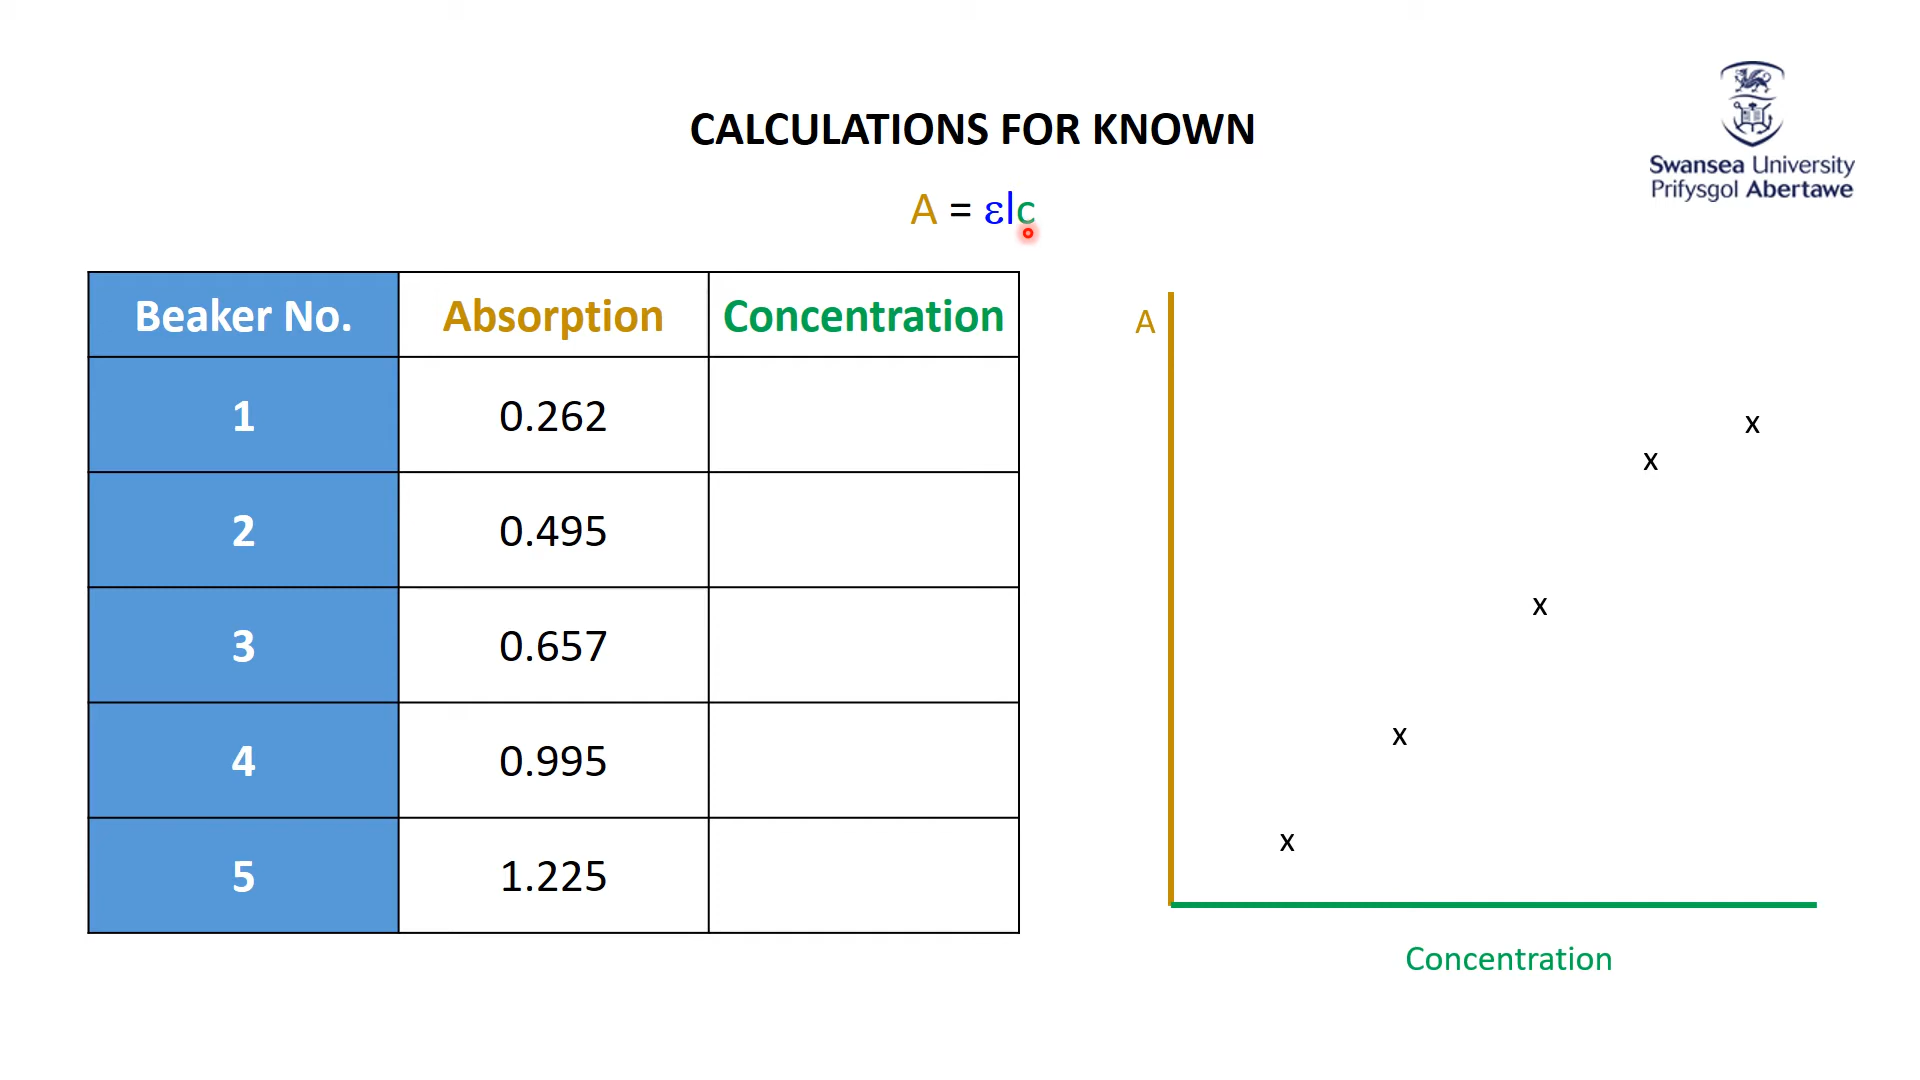 CALCULATIONS FOR KNOWN
Swansea University
Prifysgol Abertawe
A = εlc
Beaker No. Absorption Concentration
1 0.262
2 0.495
3 0.657
4 0.995
5 1.225
A
x
x
x
x
x
Concentration